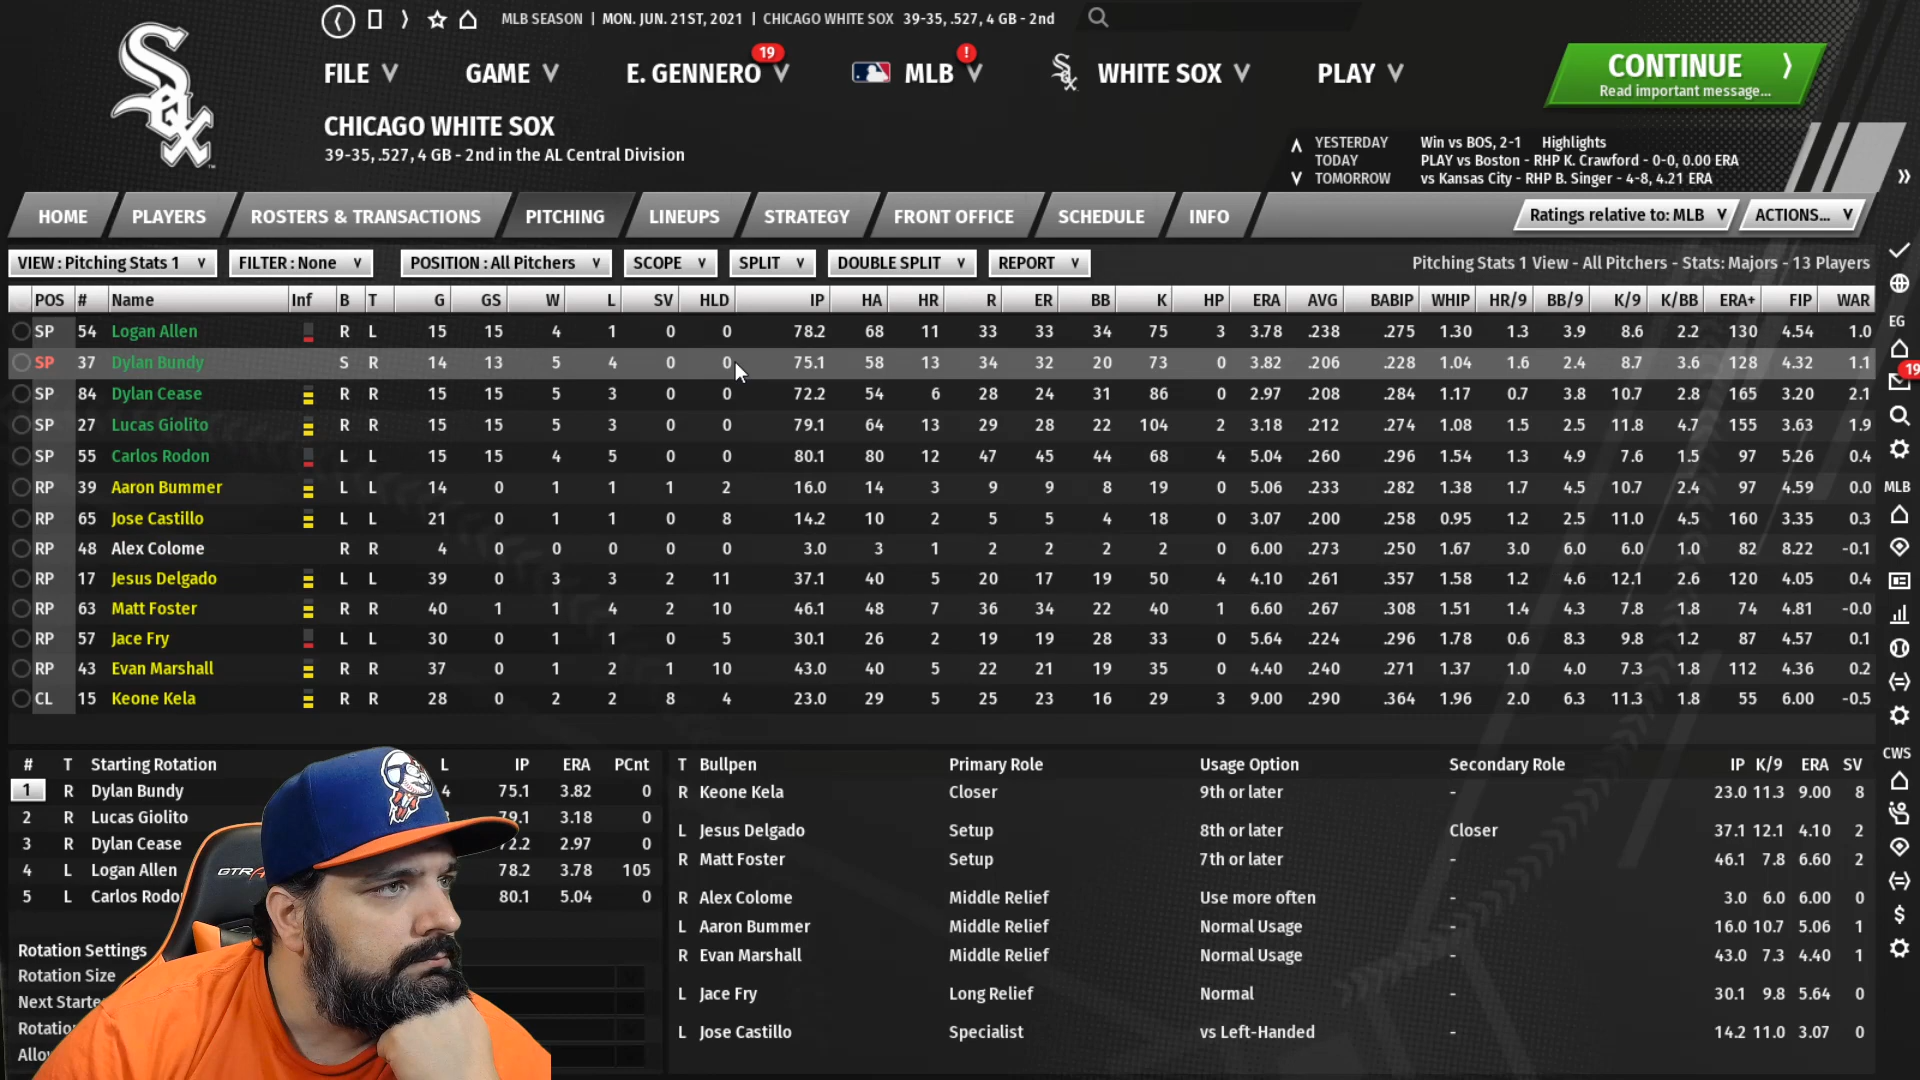 MLB SEASON | MON. JUN. 21ST, 2021 | CHICAGO WHITE SOX 39-35, .527, 4 GB - 2nd
FILE GAME E. GENNERO 19 MLB ! WHITE SOX PLAY
CONTINUE
Read important message...
CHICAGO WHITE SOX
39-35, .527, 4 GB - 2nd in the AL Central Division
YESTERDAY Win vs BOS, 2-1 Highlights
TODAY PLAY vs Boston - RHP K. Crawford - 0-0, 0.00 ERA
TOMORROW vs Kansas City - RHP B. Singer - 4-8, 4.21 ERA
HOME PLAYERS ROSTERS & TRANSACTIONS PITCHING LINEUPS STRATEGY FRONT OFFICE SCHEDULE INFO Ratings relative to: MLB ACTIONS...
VIEW : Pitching Stats 1 FILTER : None POSITION : All Pitchers SCOPE SPLIT DOUBLE SPLIT REPORT Pitching Stats 1 View - All Pitchers - Stats: Majors - 13 Players
POS # Name Inf B T G GS W L SV HLD IP HA HR R ER BB K HP ERA AVG BABIP WHIP HR/9 BB/9 K/9 K/BB ERA+ FIP WAR
SP 54 Logan Allen R L 15 15 4 1 0 0 78.2 68 11 33 33 34 75 3 3.78 .238 .275 1.30 1.3 3.9 8.6 2.2 130 4.54 1.0
SP 37 Dylan Bundy S R 14 13 5 4 0 0 75.1 58 13 34 32 20 73 0 3.82 .206 .228 1.04 1.6 2.4 8.7 3.6 128 4.32 1.1
SP 84 Dylan Cease R R 15 15 5 3 0 0 72.2 54 6 28 24 31 86 0 2.97 .208 .284 1.17 0.7 3.8 10.7 2.8 165 3.20 2.1
SP 27 Lucas Giolito R R 15 15 5 3 0 0 79.1 64 13 29 28 22 104 2 3.18 .212 .274 1.08 1.5 2.5 11.8 4.7 155 3.63 1.9
SP 55 Carlos Rodon L L 15 15 4 5 0 0 80.1 80 12 47 45 44 68 4 5.04 .260 .296 1.54 1.3 4.9 7.6 1.5 97 5.26 0.4
RP 39 Aaron Bummer L L 14 0 1 1 1 2 16.0 14 3 9 9 8 19 0 5.06 .233 .282 1.38 1.7 4.5 10.7 2.4 97 4.59 0.0
RP 65 Jose Castillo L L 21 0 1 1 0 8 14.2 10 2 5 5 4 18 0 3.07 .200 .258 0.95 1.2 2.5 11.0 4.5 160 3.35 0.3
RP 48 Alex Colome R R 4 0 0 0 0 0 3.0 3 1 2 2 2 2 0 6.00 .273 .250 1.67 3.0 6.0 6.0 1.0 82 8.22 -0.1
RP 17 Jesus Delgado L L 39 0 3 3 2 11 37.1 40 5 20 17 19 50 4 4.10 .261 .357 1.58 1.2 4.6 12.1 2.6 120 4.05 0.4
RP 63 Matt Foster R R 40 1 1 4 2 10 46.1 48 7 36 34 22 40 1 6.60 .267 .308 1.51 1.4 4.3 7.8 1.8 74 4.81 -0.0
RP 57 Jace Fry L L 30 0 1 1 0 5 30.1 26 2 19 19 28 33 0 5.64 .224 .296 1.78 0.6 8.3 9.8 1.2 87 4.57 0.1
RP 43 Evan Marshall R R 37 0 1 2 1 10 43.0 40 5 22 21 19 35 0 4.40 .240 .271 1.37 1.0 4.0 7.3 1.8 112 4.36 0.2
CL 15 Keone Kela R R 28 0 2 2 8 4 23.0 29 5 25 23 16 29 3 9.00 .290 .364 1.96 2.0 6.3 11.3 1.8 55 6.00 -0.5
# T Starting Rotation L IP ERA PCnt
1 R Dylan Bundy 4 75.1 3.82 0
2 R Lucas Giolito 79.1 3.18 0
3 R Dylan Cease 72.2 2.97 0
4 L Logan Allen 78.2 3.78 105
5 L Carlos 80.1 5.04 0
Rotation Settings
Rotation Size
Next
T Bullpen Primary Role Usage Option Secondary Role IP K/9 ERA SV
R Keone Kela Closer 9th or later - 23.0 11.3 9.00 8
L Jesus Delgado Setup 8th or later Closer 37.1 12.1 4.10 2
R Matt Foster Setup 7th or later - 46.1 7.8 6.60 2
R Alex Colome Middle Relief Use more often - 3.0 6.0 6.00 0
L Aaron Bummer Middle Relief Normal Usage - 16.0 10.7 5.06 1
R Evan Marshall Middle Relief Normal Usage - 43.0 7.3 4.40 1
L Jace Fry Long Relief Normal - 30.1 9.8 5.64 0
L Jose Castillo Specialist vs Left-Handed - 14.2 11.0 3.07 0
EG
19
MLB
CWS
$
Sox